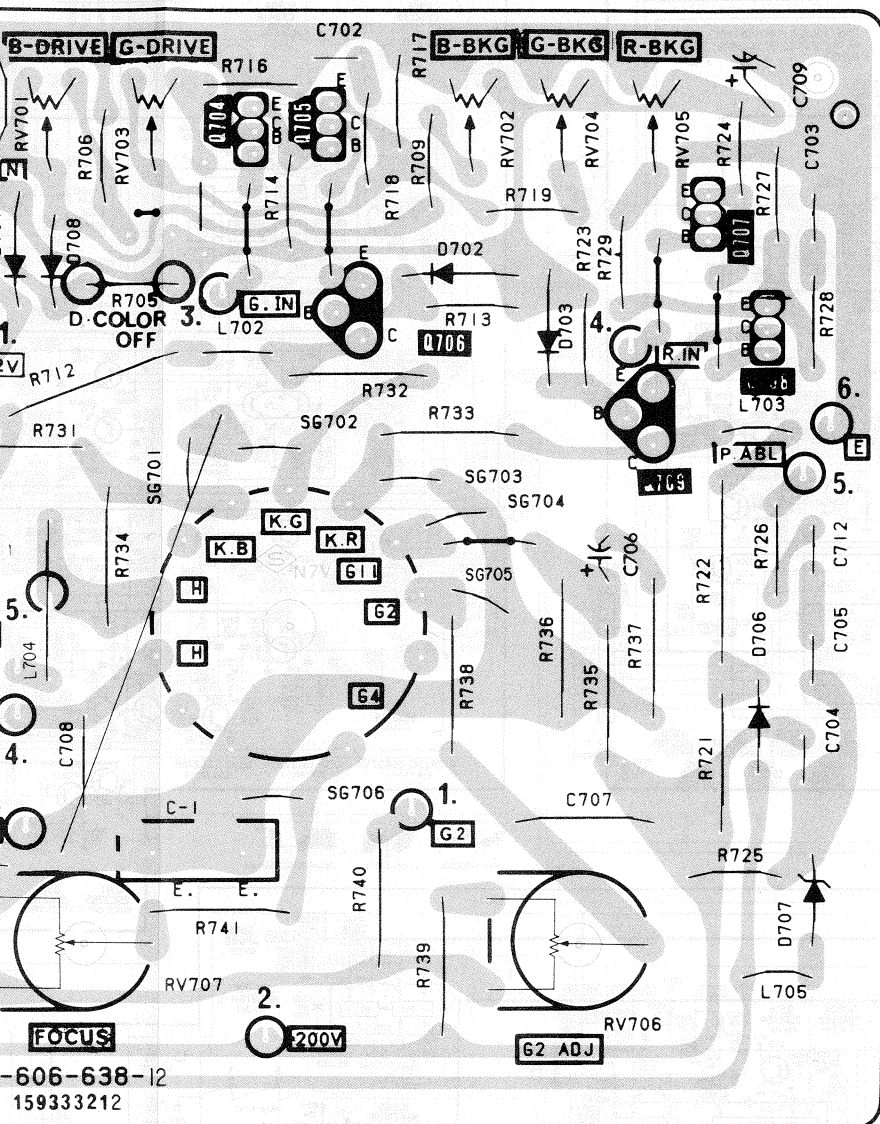 C702
B-DRIVE
G-DRIVE
R716
R717
B-BKG
G-BKG
R-BKG
C709
RV701
R706
RV703
Q704
E
C
B
Q705
E
C
B
R709
RV702
RV704
RV705
R724
C703
N
R714
R718
R719
R727
E
C
B
Q707
D708
R723
R729
D702
E
R705
D·COLOR
OFF
3.
G.IN
L702
B
C
R713
Q706
D703
4.
R.IN
E
C
B
R728
1.
2V
R712
R732
E
B
C
L703
6.
E
R731
SG702
R733
P.ABL
5.
SG701
SG703
SG704
K.G
K.B
K.R
R734
G11
SG705
C706
R722
R726
C712
H
G2
5.
L704
H
R738
R736
R735
R737
D706
C705
G4
4.
C708
R721
C704
SG706
1.
G2
C-1
C707
E.
E.
R740
R725
R741
R739
D707
RV707
L705
2.
200V
RV706
FOCUS
G2 ADJ
-606-638-12
159333212